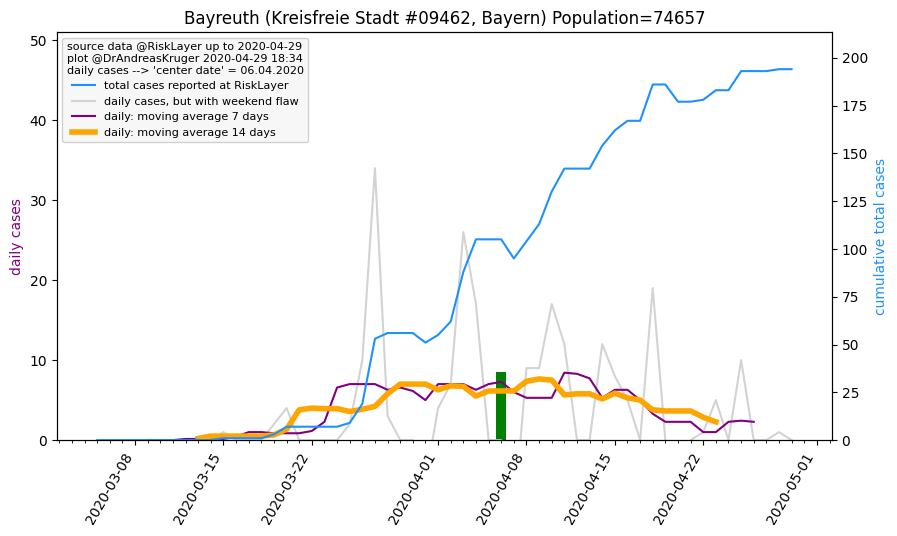 Bayreuth (Kreisfreie Stadt #09462, Bayern) Population=74657
source data @RiskLayer up to 2020-04-29
plot @DrAndreasKruger 2020-04-29 18:34
daily cases --> 'center date' = 06.04.2020
total cases reported at RiskLayer
daily cases, but with weekend flaw
daily: moving average 7 days
daily: moving average 14 days
daily cases
50
40
30
20
10
0
cumulative total cases
200
175
150
125
100
75
50
25
0
2020-03-08
2020-03-15
2020-03-22
2020-04-01
2020-04-08
2020-04-15
2020-04-22
2020-05-01